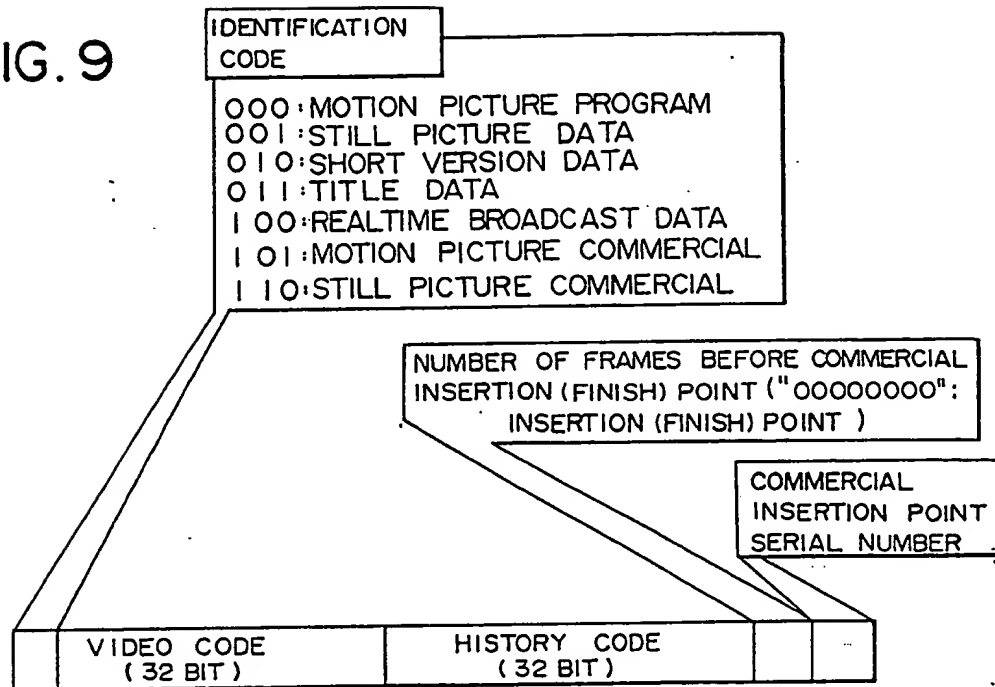 IG. 9
IDENTIFICATION
CODE
000:MOTION PICTURE PROGRAM
001:STILL PICTURE DATA
010:SHORT VERSION DATA
011:TITLE DATA
100:REALTIME BROADCAST DATA
101:MOTION PICTURE COMMERCIAL
110:STILL PICTURE COMMERCIAL
NUMBER OF FRAMES BEFORE COMMERCIAL
INSERTION (FINISH) POINT ("00000000":
INSERTION (FINISH) POINT )
COMMERCIAL
INSERTION POINT
SERIAL NUMBER
VIDEO CODE
(32 BIT)
HISTORY CODE
(32 BIT)